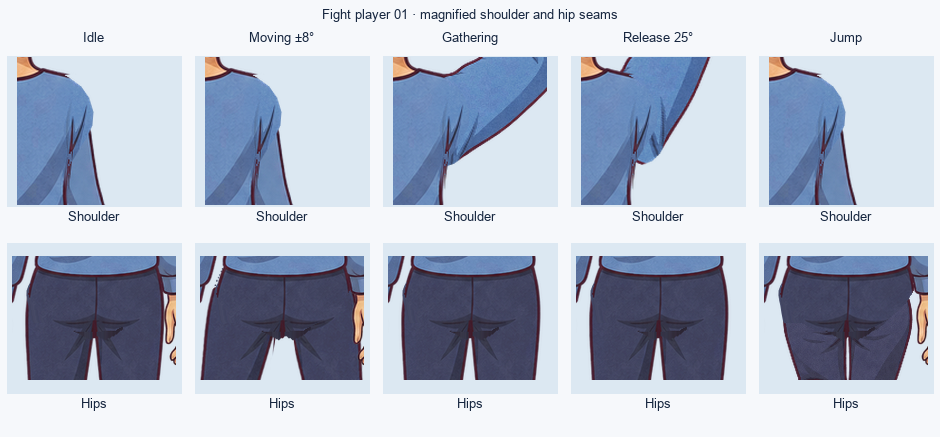 Fight player 01 · magnified shoulder and hip seams
Idle
Moving ±8°
Gathering
Release 25°
Jump
Shoulder
Shoulder
Shoulder
Shoulder
Shoulder
Hips
Hips
Hips
Hips
Hips